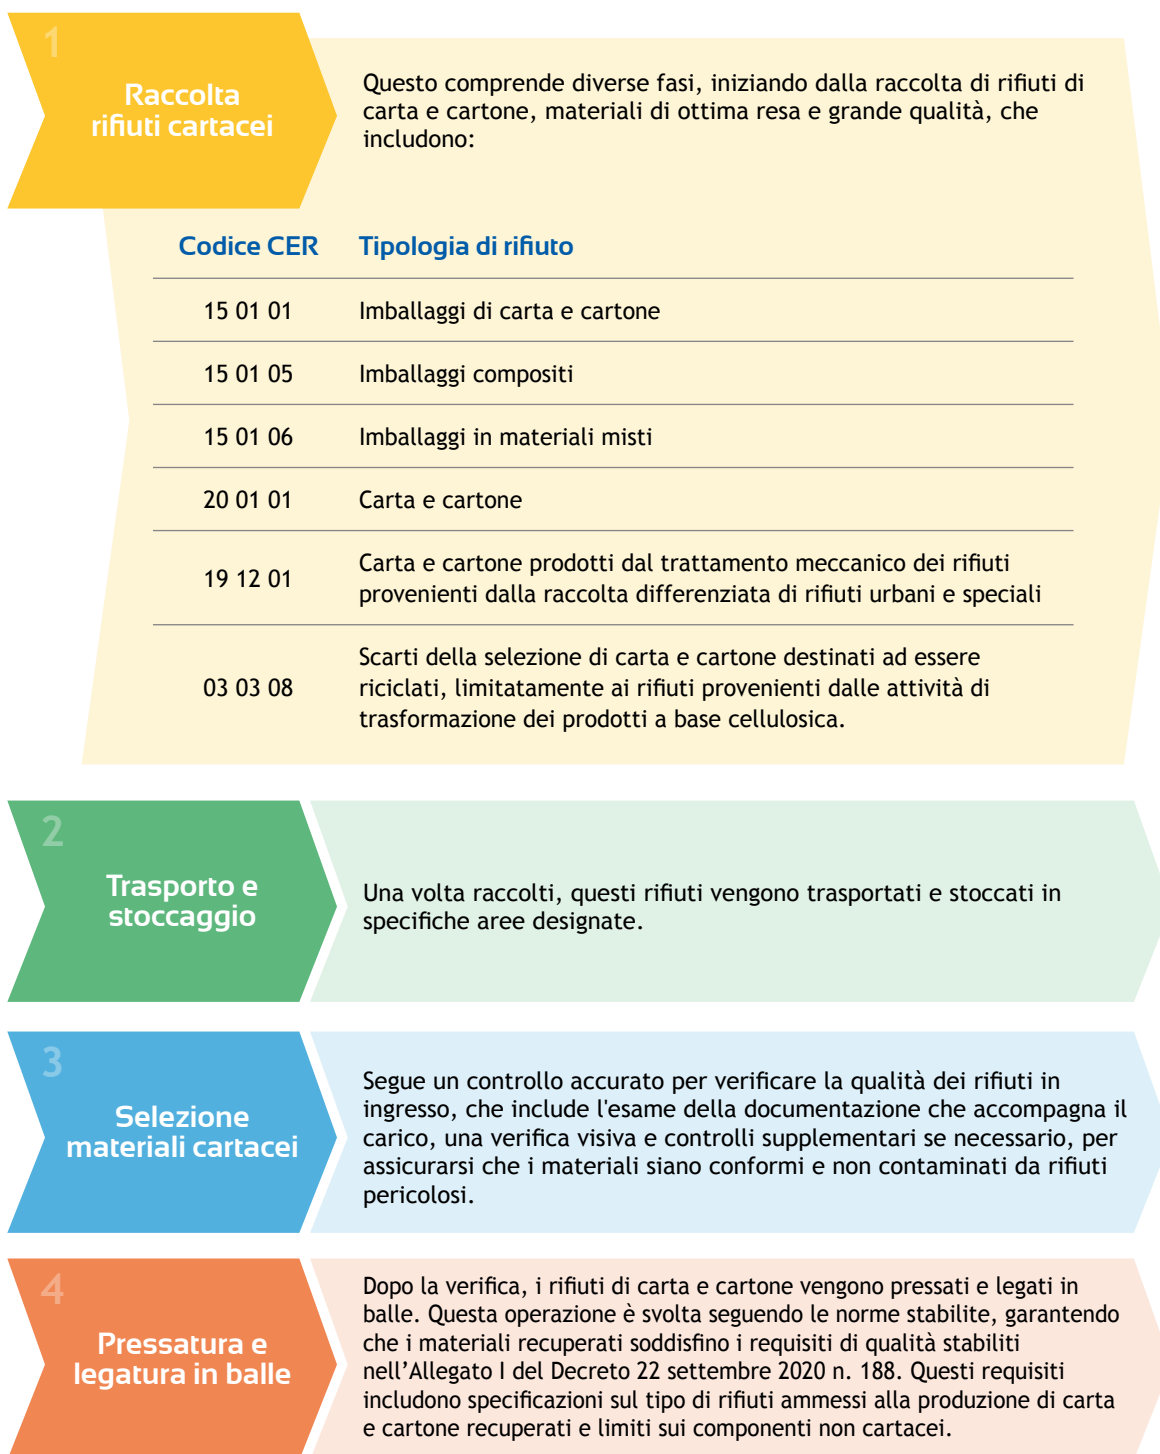 1
Raccolta
rifiuti cartacei
Questo comprende diverse fasi, iniziando dalla raccolta di rifiuti di
carta e cartone, materiali di ottima resa e grande qualità, che
includono:
Codice CER Tipologia di rifiuto
15 01 01 Imballaggi di carta e cartone
15 01 05 Imballaggi compositi
15 01 06 Imballaggi in materiali misti
20 01 01 Carta e cartone
19 12 01 Carta e cartone prodotti dal trattamento meccanico dei rifiuti
provenienti dalla raccolta differenziata di rifiuti urbani e speciali
03 03 08 Scarti della selezione di carta e cartone destinati ad essere
riciclati, limitatamente ai rifiuti provenienti dalle attività di
trasformazione dei prodotti a base cellulosica.
2
Trasporto e
stoccaggio
Una volta raccolti, questi rifiuti vengono trasportati e stoccati in
specifiche aree designate.
3
Selezione
materiali cartacei
Segue un controllo accurato per verificare la qualità dei rifiuti in
ingresso, che include l'esame della documentazione che accompagna il
carico, una verifica visiva e controlli supplementari se necessario, per
assicurarsi che i materiali siano conformi e non contaminati da rifiuti
pericolosi.
4
Pressatura e
legatura in balle
Dopo la verifica, i rifiuti di carta e cartone vengono pressati e legati in
balle. Questa operazione è svolta seguendo le norme stabilite, garantendo
che i materiali recuperati soddisfino i requisiti di qualità stabiliti
nell’Allegato I del Decreto 22 settembre 2020 n. 188. Questi requisiti
includono specificazioni sul tipo di rifiuti ammessi alla produzione di carta
e cartone recuperati e limiti sui componenti non cartacei.